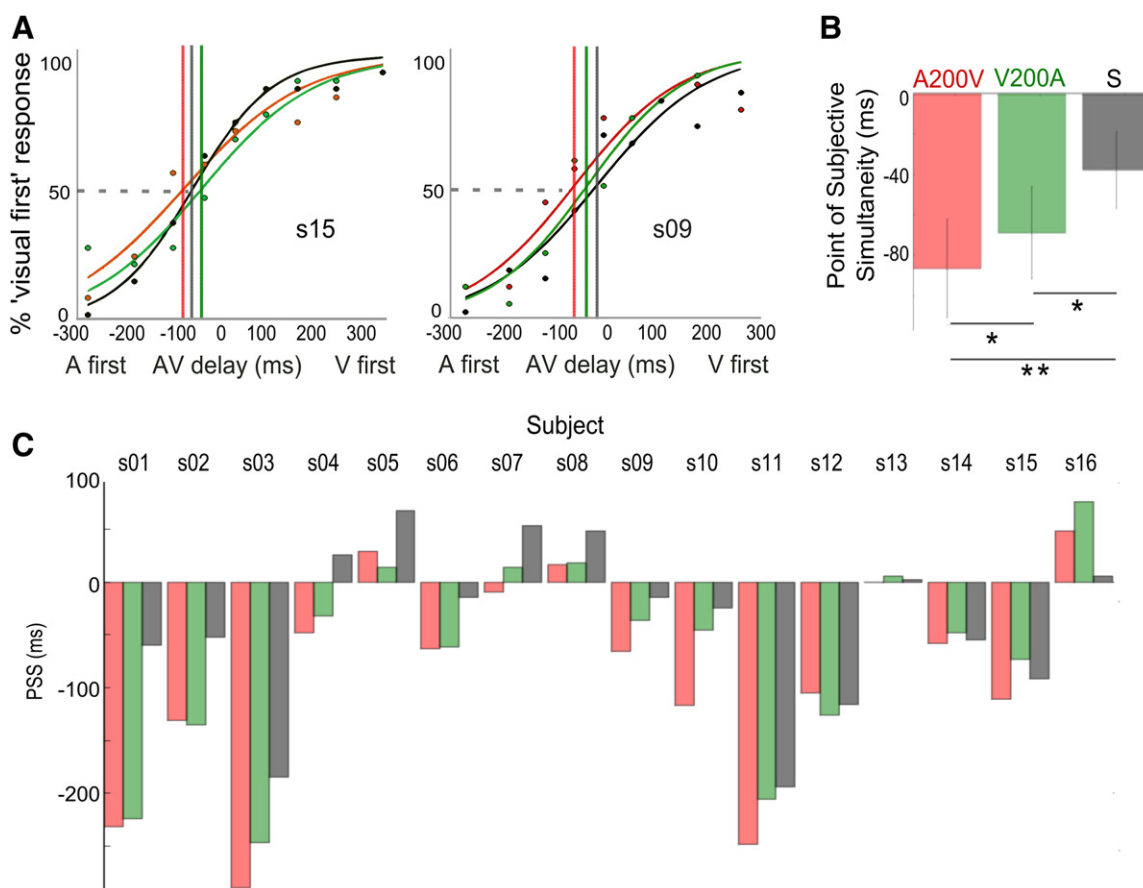 A
100
50
0
% 'visual first' response
s15
-300 -200 -100 0 100 200 300
A first AV delay (ms) V first
100
50
0
s09
-300 -200 -100 0 100 200 300
A first AV delay (ms) V first
B
A200V V200A S
0
-40
-80
Point of Subjective
Simultaneity (ms)
*
*
**
C
Subject
s01 s02 s03 s04 s05 s06 s07 s08 s09 s10 s11 s12 s13 s14 s15 s16
100
0
-100
-200
PSS (ms)